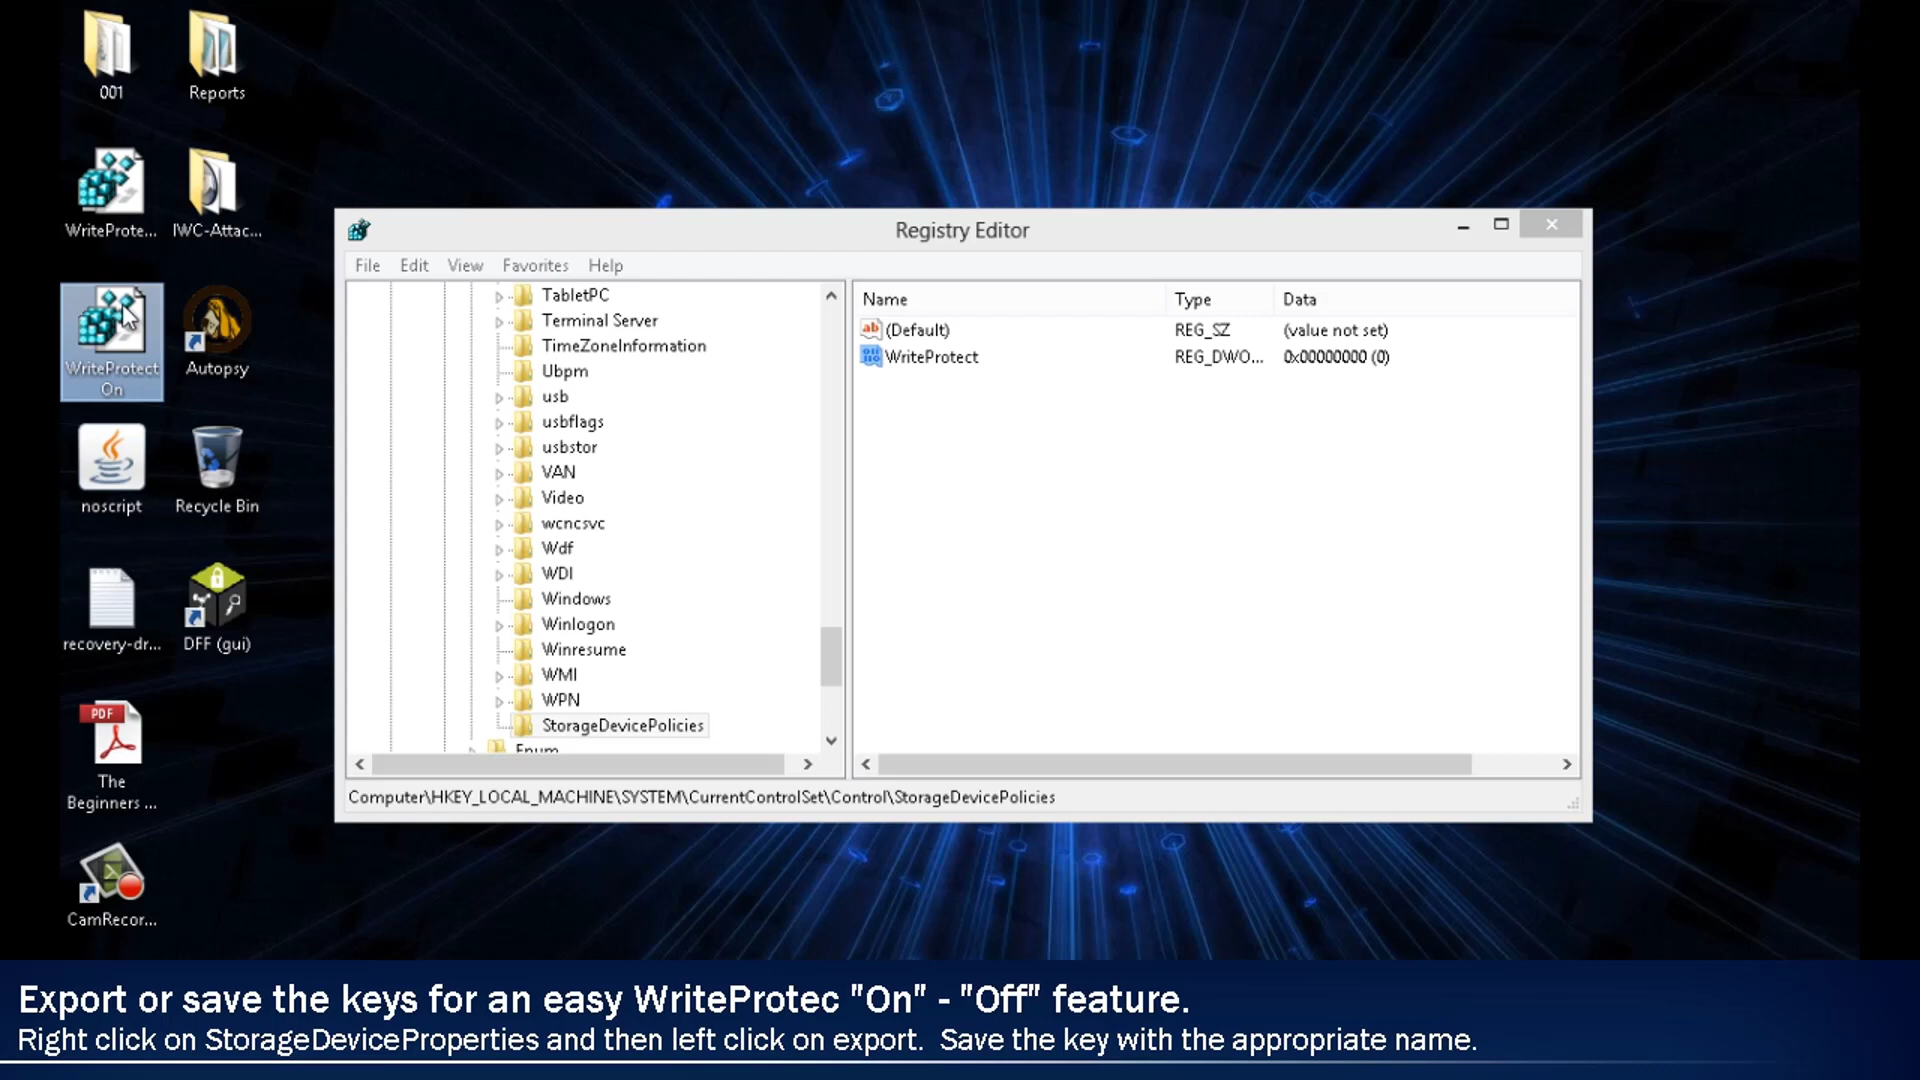 001
Reports
WriteProte...
IWC-Attac...
WriteProtect
On
Autopsy
noscript
Recycle Bin
recovery-dr...
DFF (gui)
PDF
The
Beginners ...
CamRecor...
Registry Editor
File Edit View Favorites Help
TabletPC
Terminal Server
TimeZoneInformation
Ubpm
usb
usbflags
usbstor
VAN
Video
wcncsvc
Wdf
WDI
Windows
Winlogon
Winresume
WMI
WPN
StorageDevicePolicies
Enum
Name Type Data
ab (Default) REG_SZ (value not set)
WriteProtect REG_DWO... 0x00000000 (0)
Computer\HKEY_LOCAL_MACHINE\SYSTEM\CurrentControlSet\Control\StorageDevicePolicies
Export or save the keys for an easy WriteProtec "On" - "Off" feature.
Right click on StorageDeviceProperties and then left click on export. Save the key with the appropriate name.